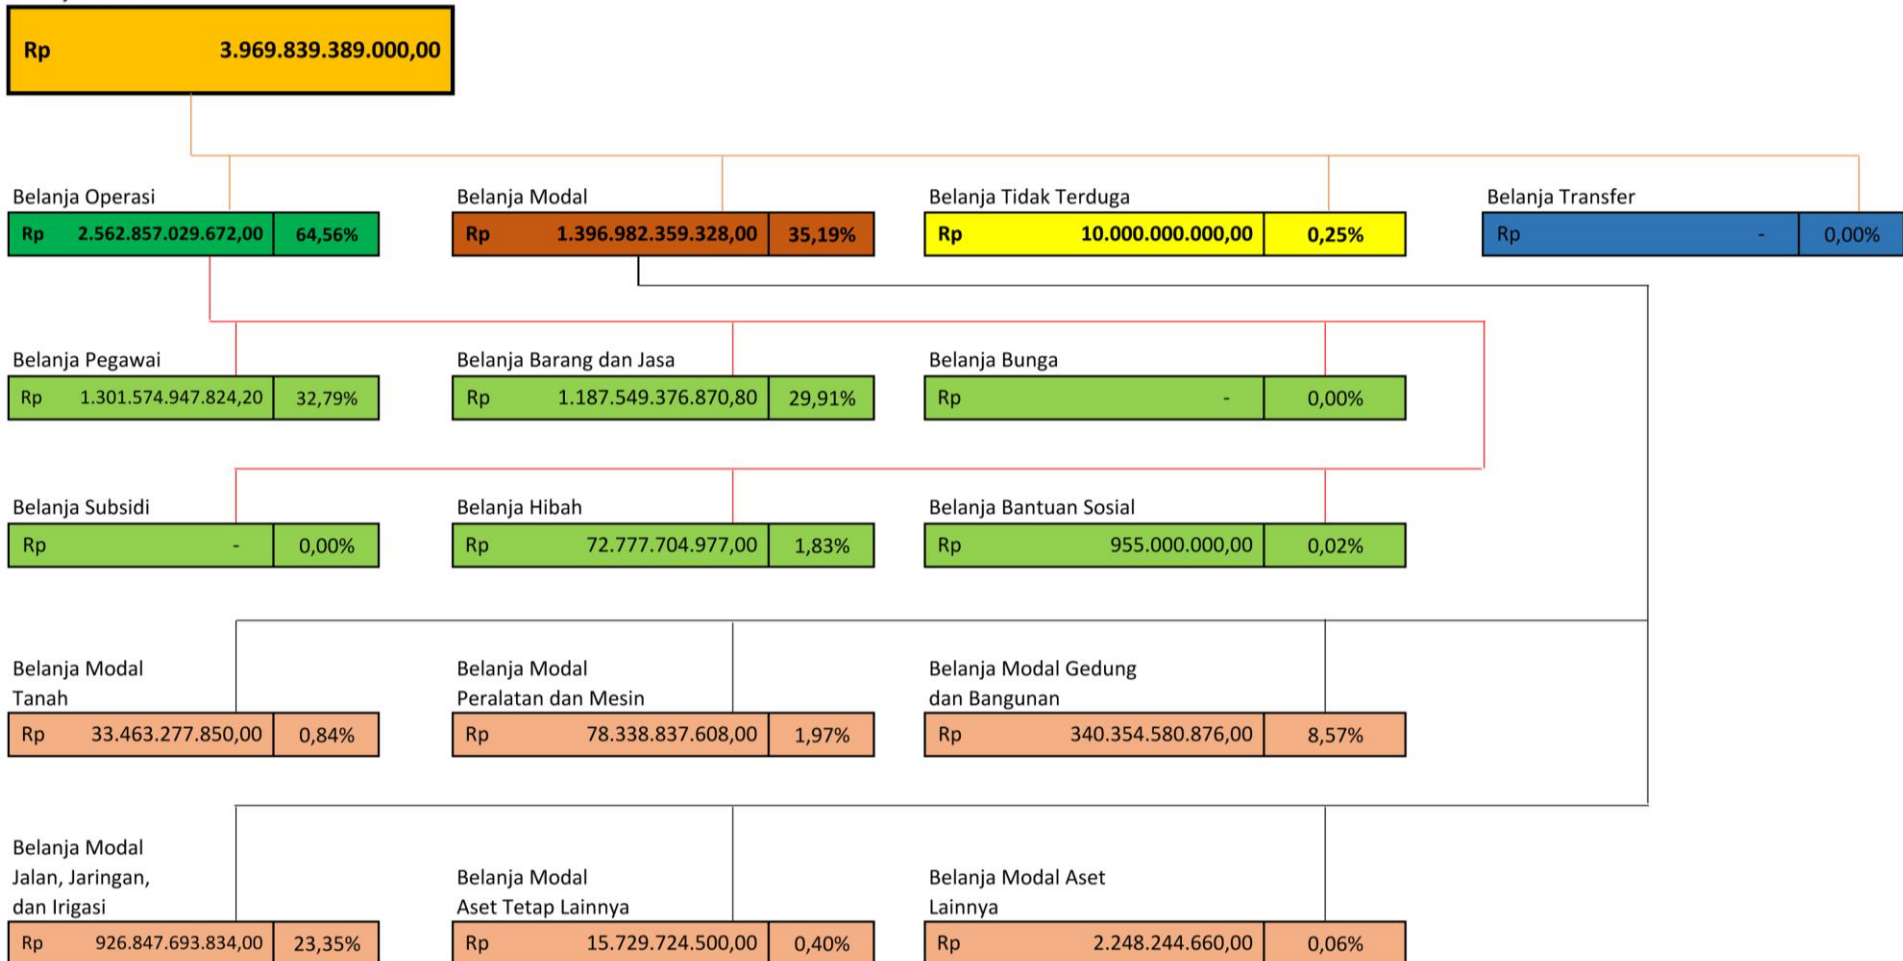 Rp 3.969.839.389.000,00
Belanja Operasi
Rp 2.562.857.029.672,00 64,56%
Belanja Modal
Rp 1.396.982.359.328,00 35,19%
Belanja Tidak Terduga
Rp 10.000.000.000,00 0,25%
Belanja Transfer
Rp - 0,00%
Belanja Pegawai
Rp 1.301.574.947.824,20 32,79%
Belanja Barang dan Jasa
Rp 1.187.549.376.870,80 29,91%
Belanja Bunga
Rp - 0,00%
Belanja Subsidi
Rp - 0,00%
Belanja Hibah
Rp 72.777.704.977,00 1,83%
Belanja Bantuan Sosial
Rp 955.000.000,00 0,02%
Belanja Modal
Tanah
Rp 33.463.277.850,00 0,84%
Belanja Modal
Peralatan dan Mesin
Rp 78.338.837.608,00 1,97%
Belanja Modal Gedung
dan Bangunan
Rp 340.354.580.876,00 8,57%
Belanja Modal
Jalan, Jaringan,
dan Irigasi
Rp 926.847.693.834,00 23,35%
Belanja Modal
Aset Tetap Lainnya
Rp 15.729.724.500,00 0,40%
Belanja Modal Aset
Lainnya
Rp 2.248.244.660,00 0,06%